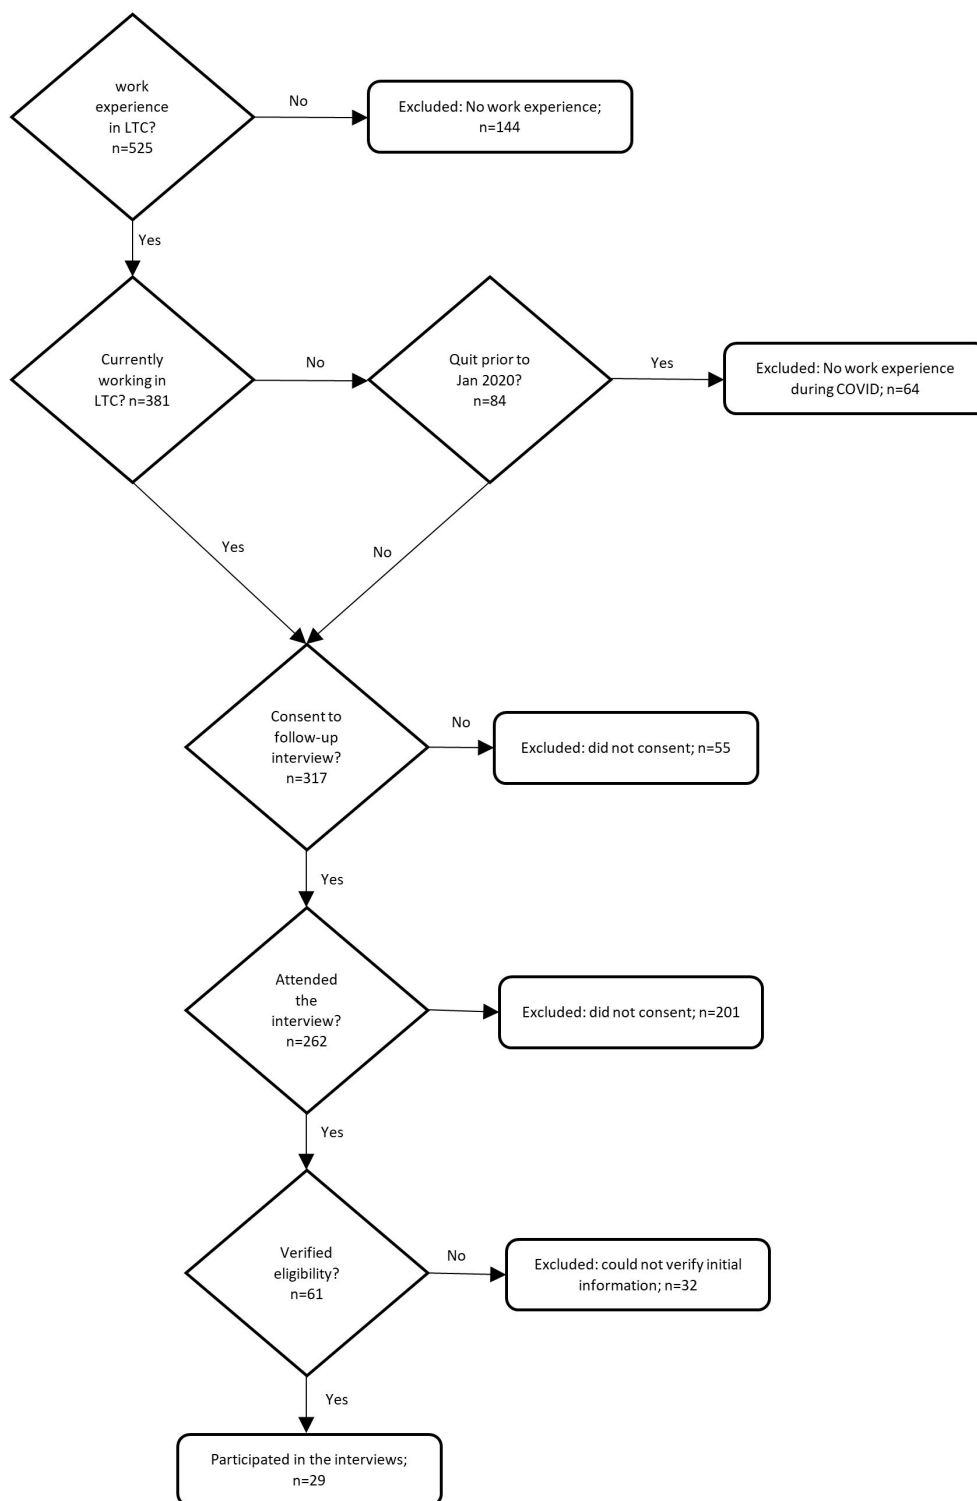 work
experience
in LTC?
n=525
No
Excluded: No work experience;
n=144
Yes
Currently
working in
LTC? n=381
No
Quit prior to
Jan 2020?
n=84
Yes
Excluded: No work experience
during COVID; n=64
Yes
No
Consent to
follow-up
interview?
n=317
No
Excluded: did not consent; n=55
Yes
Attended
the
interview?
n=262
Excluded: did not consent; n=201
Yes
Verified
eligibility?
n=61
No
Excluded: could not verify initial
information; n=32
Yes
Participated in the interviews;
n=29